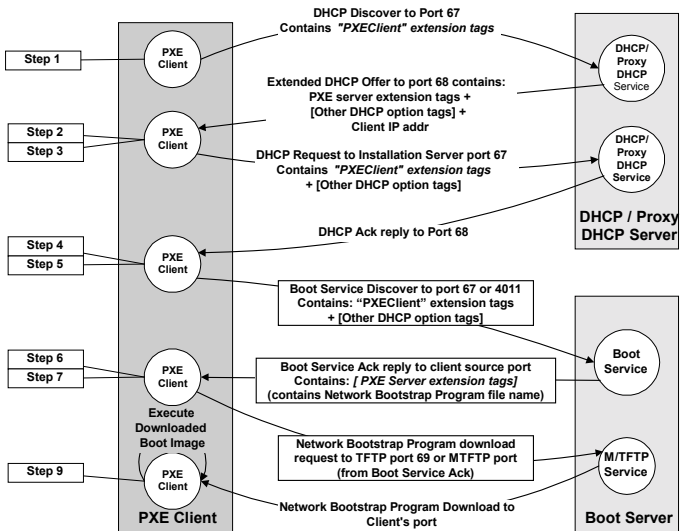 DHCP Discover to Port 67
Contains "PXEClient" extension tags
Step 1
PXE
Client
DHCP/
Proxy
DHCP
Service
Extended DHCP Offer to port 68 contains:
PXE server extension tags +
[Other DHCP option tags] +
Client IP addr
Step 2
Step 3
PXE
Client
DHCP/
Proxy
DHCP
Service
DHCP Request to Installation Server port 67
Contains "PXEClient" extension tags
+ [Other DHCP option tags]
DHCP / Proxy
DHCP Server
DHCP Ack reply to Port 68
Step 4
Step 5
PXE
Client
Boot Service Discover to port 67 or 4011
Contains: “PXEClient” extension tags
+ [Other DHCP option tags]
Step 6
Step 7
PXE
Client
Boot Service Ack reply to client source port
Contains: [ PXE Server extension tags]
(contains Network Bootstrap Program file name)
Boot
Service
Execute
Downloaded
Boot Image
Network Bootstrap Program download
request to TFTP port 69 or MTFTP port
(from Boot Service Ack)
M/TFTP
Service
Step 9
PXE
Client
Network Bootstrap Program Download to
Client's port
PXE Client
Boot Server